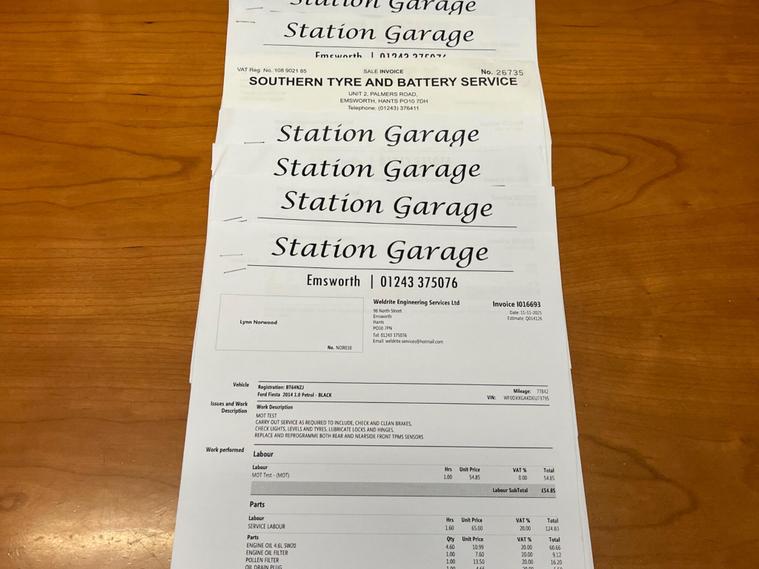 Station Garage
Station Garage
Emsworth | 01243 375076
VAT Reg. No. 108 9021 85
SALE INVOICE
No. 26735
SOUTHERN TYRE AND BATTERY SERVICE
UNIT 2, PALMERS ROAD,
EMSWORTH, HANTS PO10 7DH
Telephone: (01243) 376411
Station Garage
Station Garage
Station Garage
Station Garage
Emsworth | 01243 375076
Lynn Norwood
No. NOR038
Weldrite Engineering Services Ltd
98 North Street
Emsworth
Hants
PO10 7PN
Tel: 01243 375076
Email: weldrite.services@hotmail.com
Invoice I016693
Date: 11-11-2025
Estimate: Q014126
Vehicle
Registration: BT64NZJ
Ford Fiesta 2014 1.0 Petrol - BLACK
Mileage: 77842
VIN:
Issues and Work
Description
Work Description
MOT TEST
CARRY OUT SERVICE AS REQUIRED TO INCLUDE, CHECK AND CLEAN BRAKES,
CHECK LIGHTS, LEVELS AND TYRES. LUBRICATE LOCKS AND HINGES.
REPLACE AND REPROGRAMME BOTH REAR AND NEARSIDE FRONT TPMS SENSORS
Work performed
Labour
Labour Hrs Unit Price VAT % Total
MOT Test - (MOT) 1.00 54.85 0.00 54.85
Labour SubTotal £54.85
Parts
Labour Hrs Unit Price VAT % Total
SERVICE LABOUR 1.60 65.00 20.00 124.83
Parts Qty Unit Price VAT % Total
ENGINE OIL 4.6L 5W20 4.60 10.99 20.00 60.66
ENGINE OIL FILTER 1.00 7.60 20.00 9.12
POLLEN FILTER 1.00 13.50 20.00 16.20
OIL DRAIN PLUG